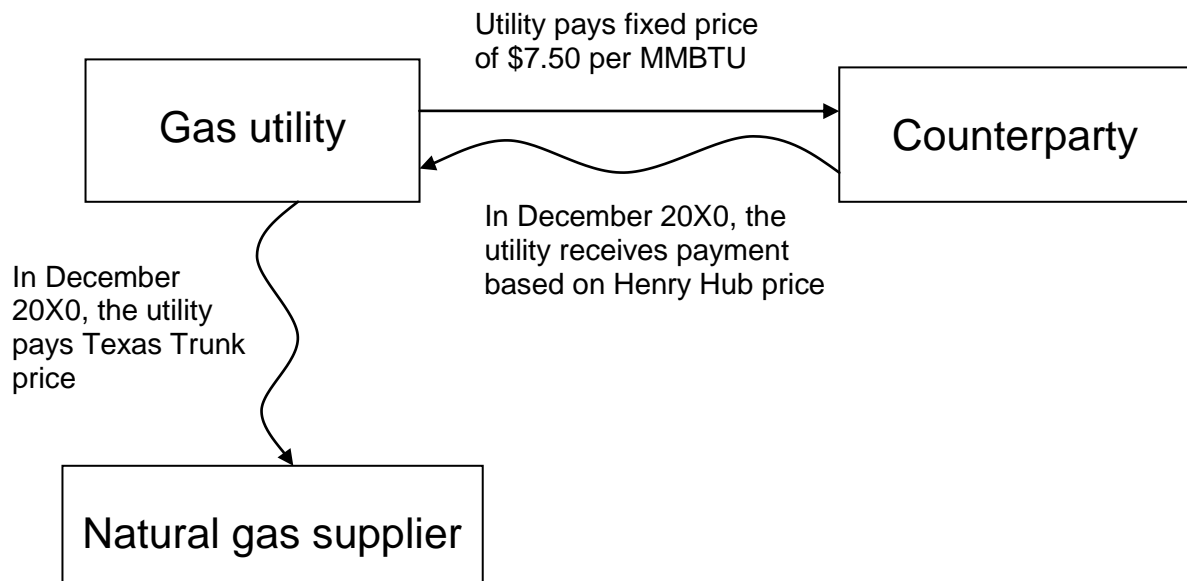 Utility pays fixed price
of $7.50 per MMBTU
Gas utility
Counterparty
In December 20X0, the
utility receives payment
based on Henry Hub price
In December
20X0, the utility
pays Texas Trunk
price
Natural gas supplier